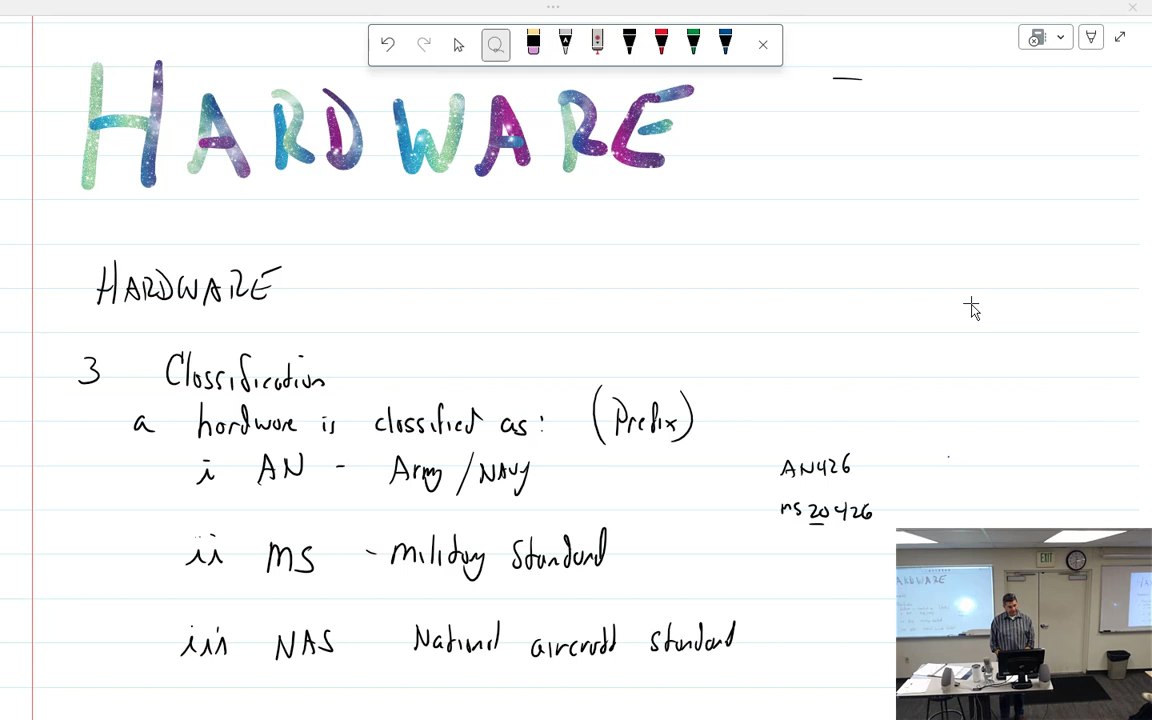 HARDWARE
HARDWARE
3 Classification
a hardware is classified as: (Prefix)
i AN - Army/NAVY
AN426
ms 20426
ii MS - military Standard
iii NAS National aircraft standard
EXIT